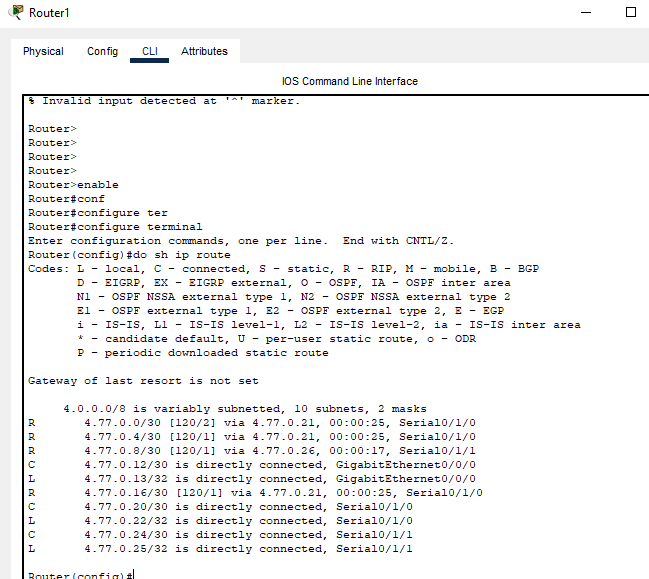 Router1
Physical Config CLI Attributes
IOS Command Line Interface
% Invalid input detected at '^' marker.
Router>
Router>
Router>
Router>
Router>enable
Router#conf
Router#configure ter
Router#configure terminal
Enter configuration commands, one per line.  End with CNTL/Z.
Router(config)#do sh ip route
Codes: L - local, C - connected, S - static, R - RIP, M - mobile, B - BGP
       D - EIGRP, EX - EIGRP external, O - OSPF, IA - OSPF inter area
       N1 - OSPF NSSA external type 1, N2 - OSPF NSSA external type 2
       E1 - OSPF external type 1, E2 - OSPF external type 2, E - EGP
       i - IS-IS, L1 - IS-IS level-1, L2 - IS-IS level-2, ia - IS-IS inter area
       * - candidate default, U - per-user static route, o - ODR
       P - periodic downloaded static route
Gateway of last resort is not set
     4.0.0.0/8 is variably subnetted, 10 subnets, 2 masks
R       4.77.0.0/30 [120/2] via 4.77.0.21, 00:00:25, Serial0/1/0
R       4.77.0.4/30 [120/1] via 4.77.0.21, 00:00:25, Serial0/1/0
R       4.77.0.8/30 [120/1] via 4.77.0.26, 00:00:17, Serial0/1/1
C       4.77.0.12/30 is directly connected, GigabitEthernet0/0/0
L       4.77.0.13/32 is directly connected, GigabitEthernet0/0/0
R       4.77.0.16/30 [120/1] via 4.77.0.21, 00:00:25, Serial0/1/0
C       4.77.0.20/30 is directly connected, Serial0/1/0
L       4.77.0.22/32 is directly connected, Serial0/1/0
C       4.77.0.24/30 is directly connected, Serial0/1/1
L       4.77.0.25/32 is directly connected, Serial0/1/1
Router(config)#